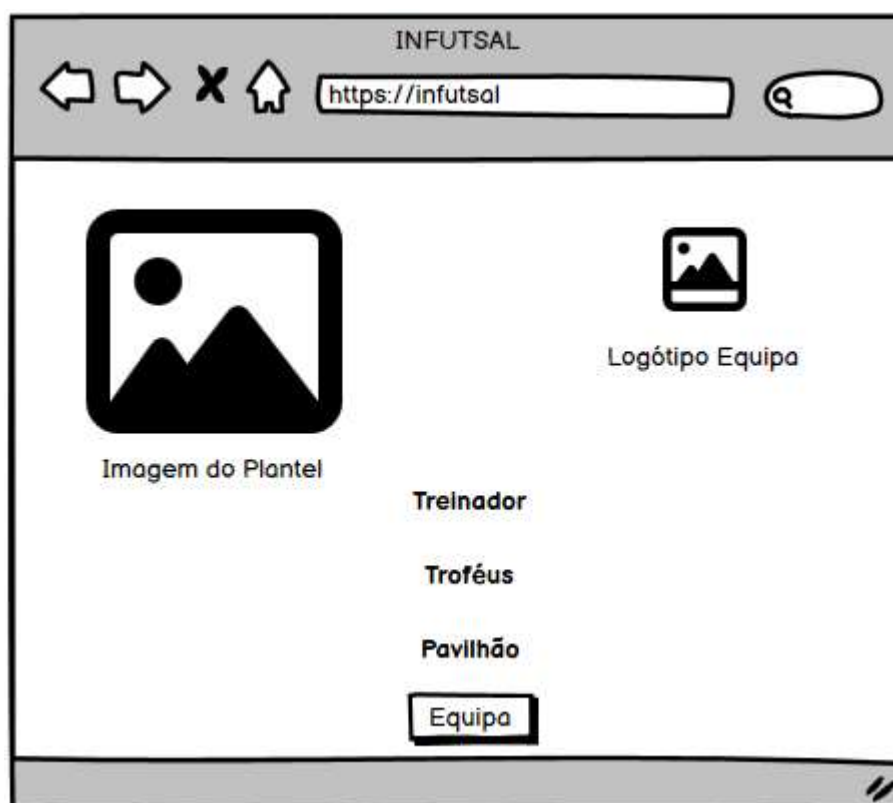 INFUTSAL
https://infutsal
Logótipo Equipa
Imagem do Plantel
Treinador
Troféus
Pavilhão
Equipa